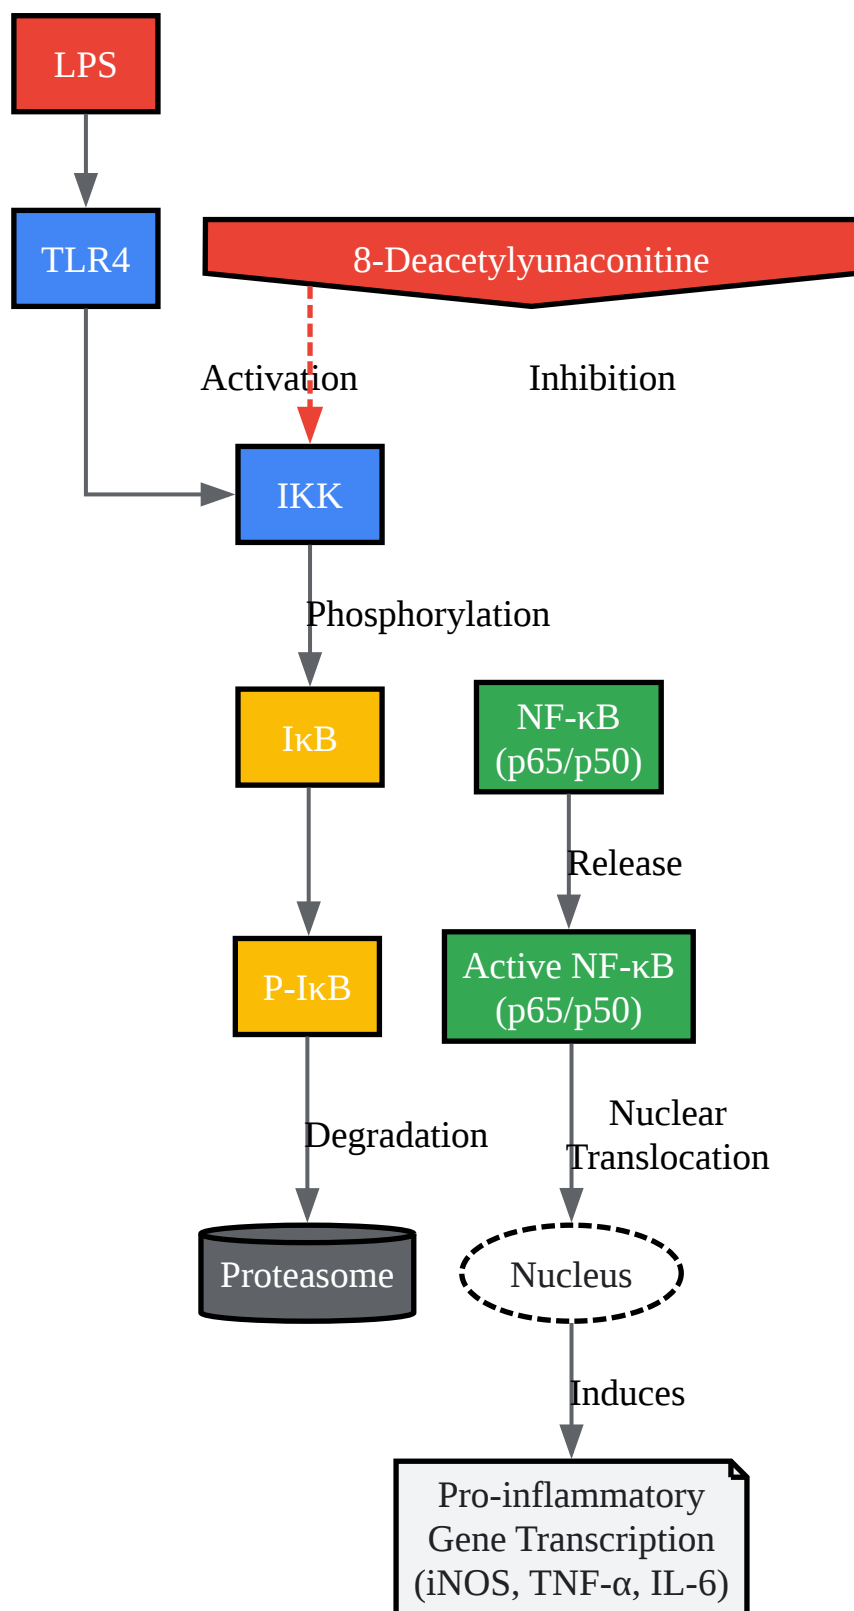 LPS
TLR4
8-Deacetylyunaconitine
Activation
Inhibition
IKK
Phosphorylation
IκB
NF-κB
(p65/p50)
Release
P-IκB
Active NF-κB
(p65/p50)
Degradation
Nuclear
Translocation
Proteasome
Nucleus
Induces
Pro-inflammatory
Gene Transcription
(iNOS, TNF-α, IL-6)